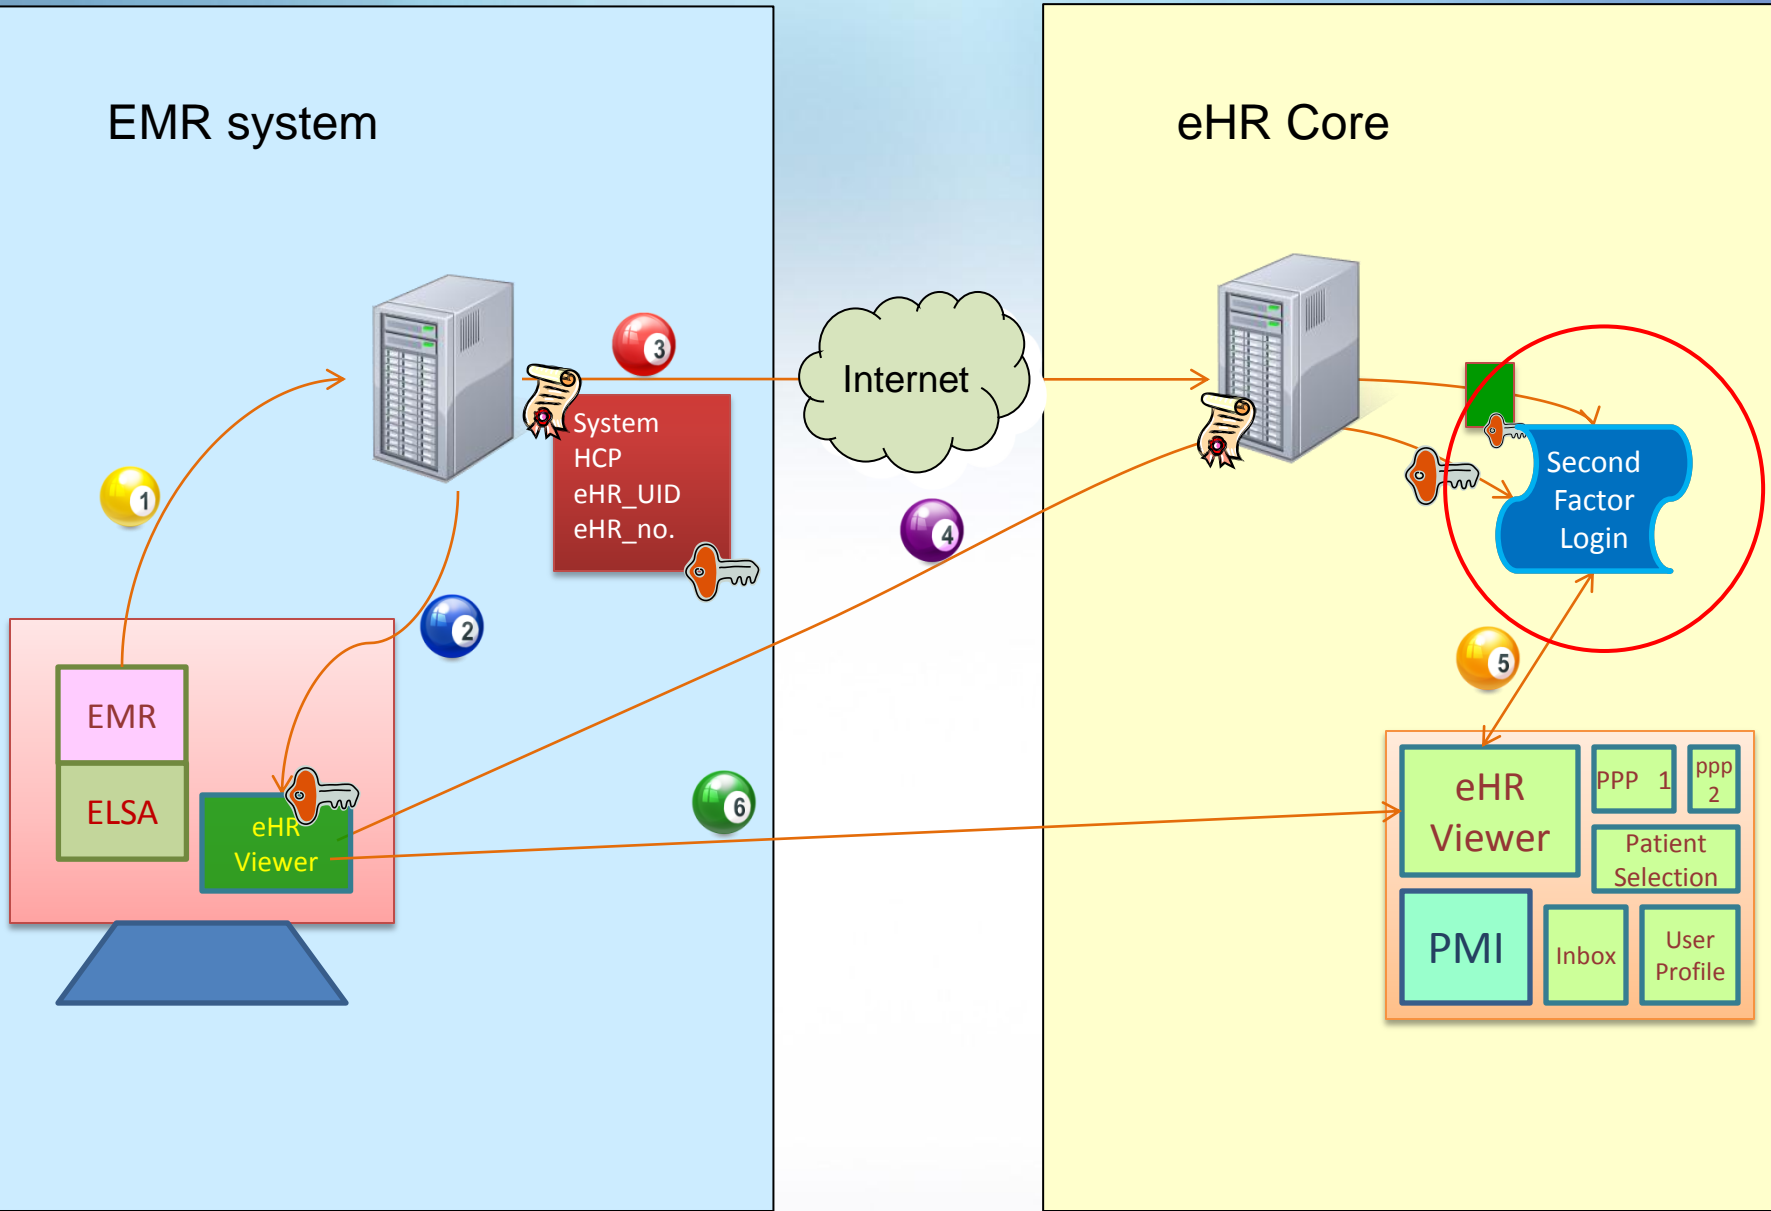 EMR system
eHR Core
3
Internet
System
HCP
eHR_UID
eHR_no.
1
2
4
Second
Factor
Login
5
EMR
ELSA
eHR
Viewer
6
eHR
Viewer
PPP 1
ppp
2
Patient
Selection
PMI
Inbox
User
Profile